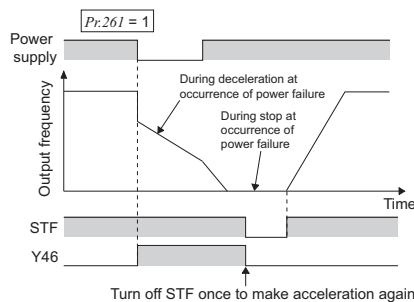 Pr.261 = 1
Power
supply
During deceleration at
occurrence of power failure
During stop at
occurrence of
power failure
Output frequency
Time
STF
Y46
Turn off STF once to make acceleration again